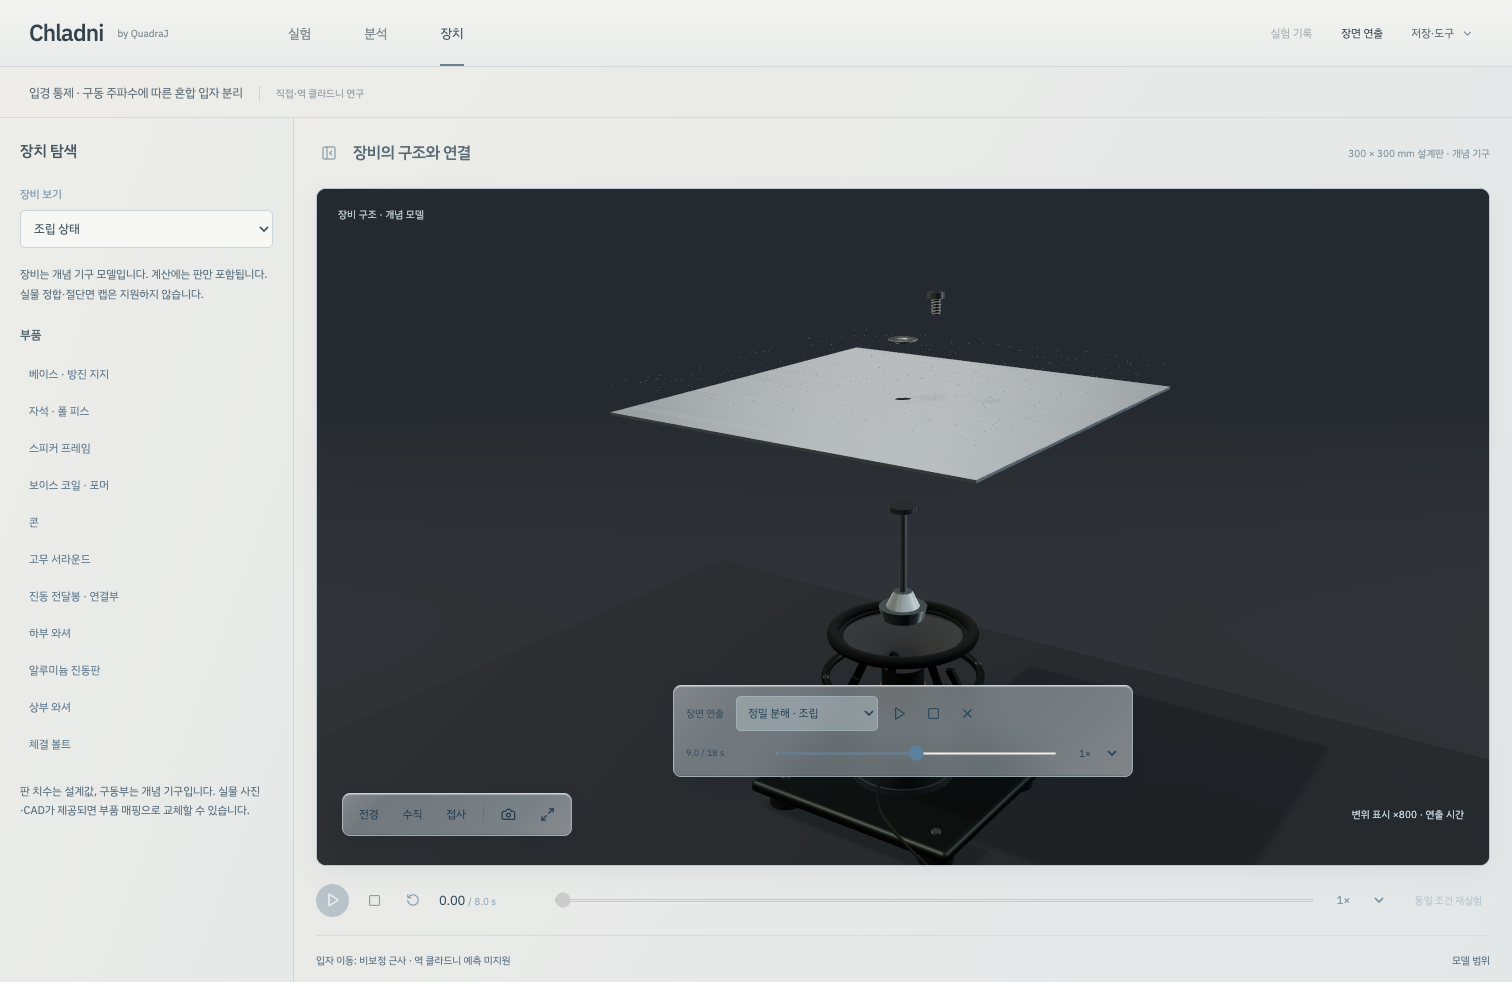 Chladni by QuadraJ
실험
분석
장치
실험 기록
장면 연출
저장·도구
입경 통제 · 구동 주파수에 따른 혼합 입자 분리
직접·역 클라드니 연구
장치 탐색
장비 보기
조립 상태
장비는 개념 기구 모델입니다. 계산에는 판만 포함됩니다.
실물 정합·절단면 캡은 지원하지 않습니다.
부품
베이스 · 방진 지지
자석 · 폴 피스
스피커 프레임
보이스 코일 · 포머
콘
고무 서라운드
진동 전달봉 · 연결부
하부 와셔
알루미늄 진동판
상부 와셔
체결 볼트
판 치수는 설계값, 구동부는 개념 기구입니다. 실물 사진
·CAD가 제공되면 부품 매핑으로 교체할 수 있습니다.
장비의 구조와 연결
300 × 300 mm 설계판 · 개념 기구
장비 구조 · 개념 모델
장면 연출
정밀 분해 · 조립
9.0 / 18 s
1×
전경
수직
접사
변위 표시 ×800 · 연출 시간
0.00 / 8.0 s
1×
동일 조건 재실험
입자 이동: 비보정 근사 · 역 클라드니 예측 미지원
모델 범위